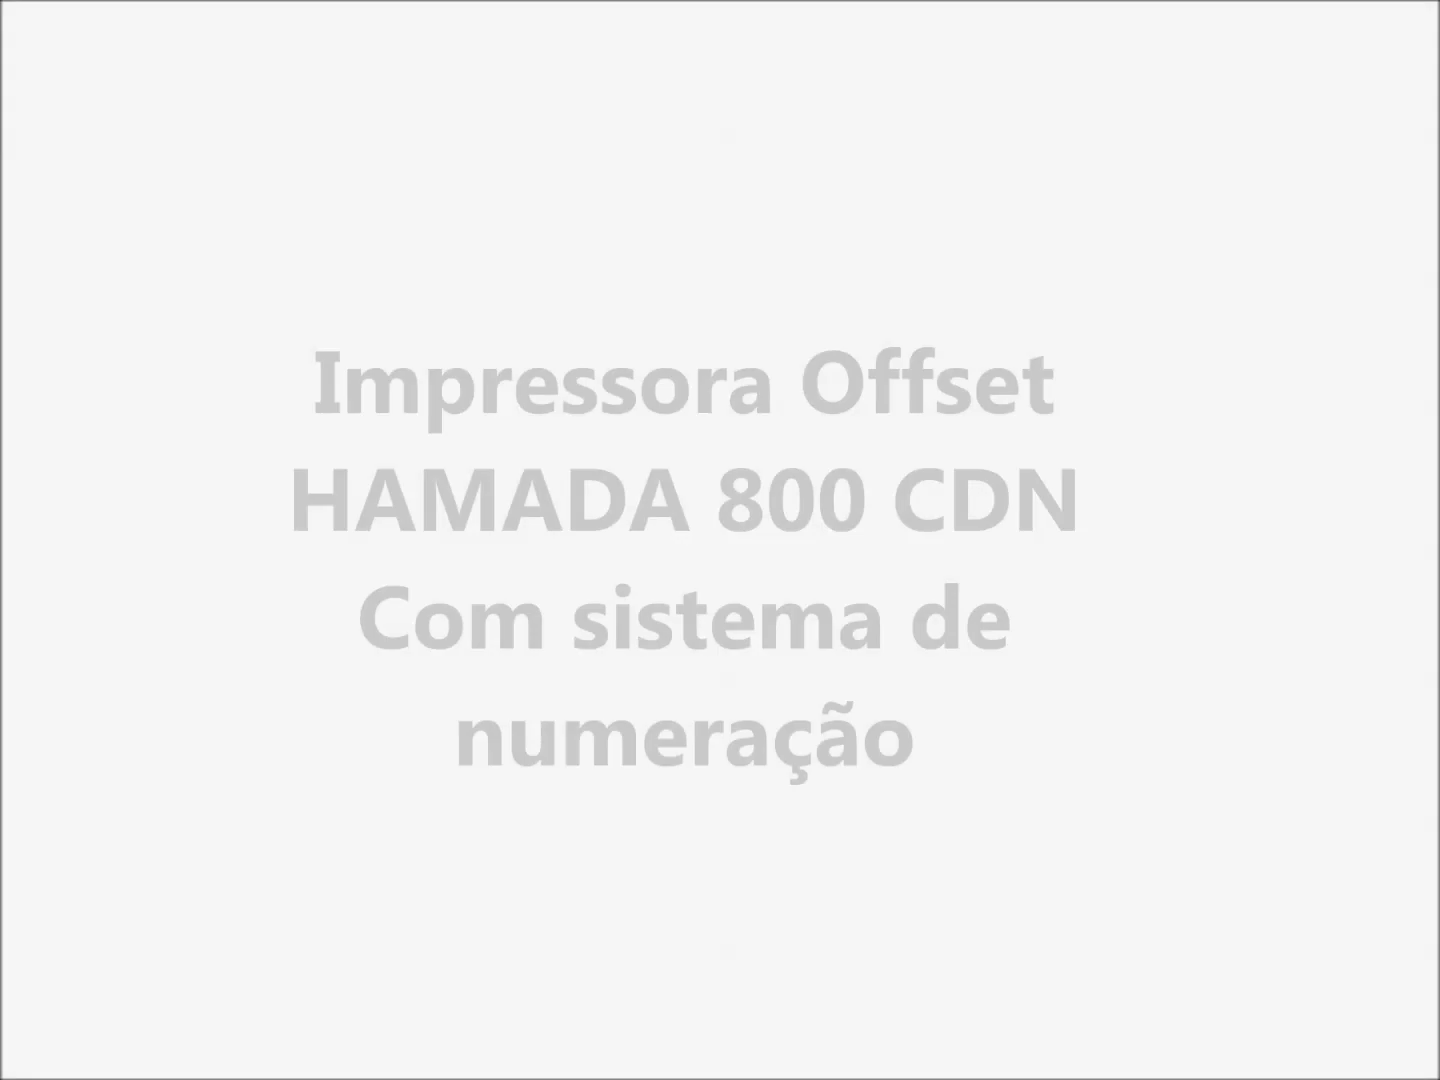 Impressora Offset
HAMADA 800 CDN
Com sistema de
numeração